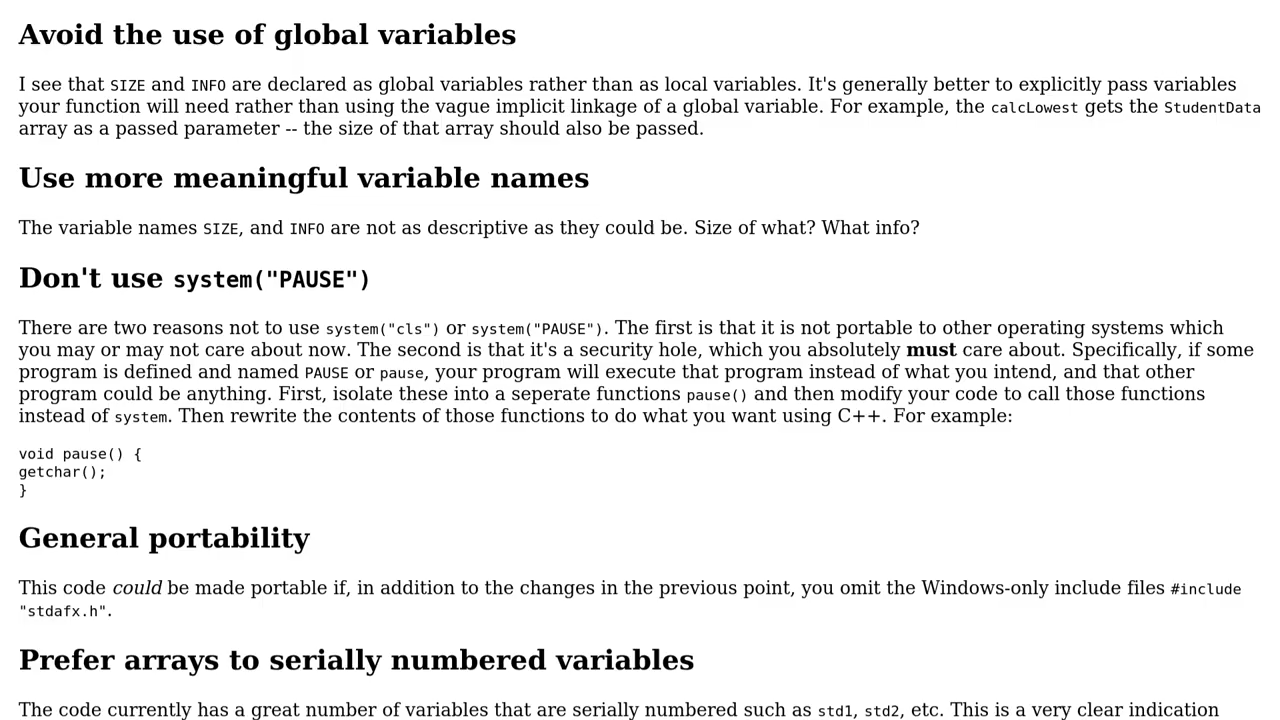 Avoid the use of global variables
I see that SIZE and INFO are declared as global variables rather than as local variables. It's generally better to explicitly pass variables
your function will need rather than using the vague implicit linkage of a global variable. For example, the calcLowest gets the StudentData
array as a passed parameter -- the size of that array should also be passed.
Use more meaningful variable names
The variable names SIZE, and INFO are not as descriptive as they could be. Size of what? What info?
Don't use system("PAUSE")
There are two reasons not to use system("cls") or system("PAUSE"). The first is that it is not portable to other operating systems which
you may or may not care about now. The second is that it's a security hole, which you absolutely must care about. Specifically, if some
program is defined and named PAUSE or pause, your program will execute that program instead of what you intend, and that other
program could be anything. First, isolate these into a seperate functions pause() and then modify your code to call those functions
instead of system. Then rewrite the contents of those functions to do what you want using C++. For example:
void pause() {
getchar();
}
General portability
This code could be made portable if, in addition to the changes in the previous point, you omit the Windows-only include files #include
"stdafx.h".
Prefer arrays to serially numbered variables
The code currently has a great number of variables that are serially numbered such as std1, std2, etc. This is a very clear indication